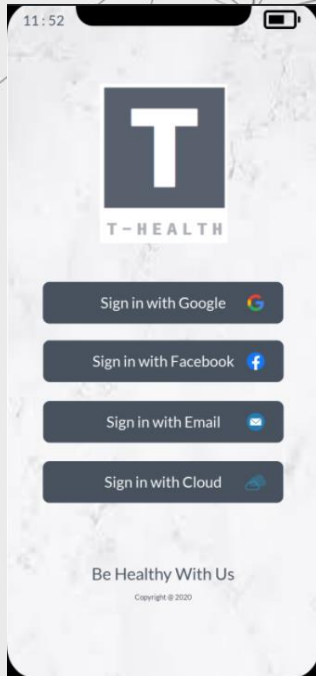 11:52
T
T-HEALTH
Sign in with Google
Sign in with Facebook
Sign in with Email
Sign in with Cloud
Be Healthy With Us
Copyright @ 2020